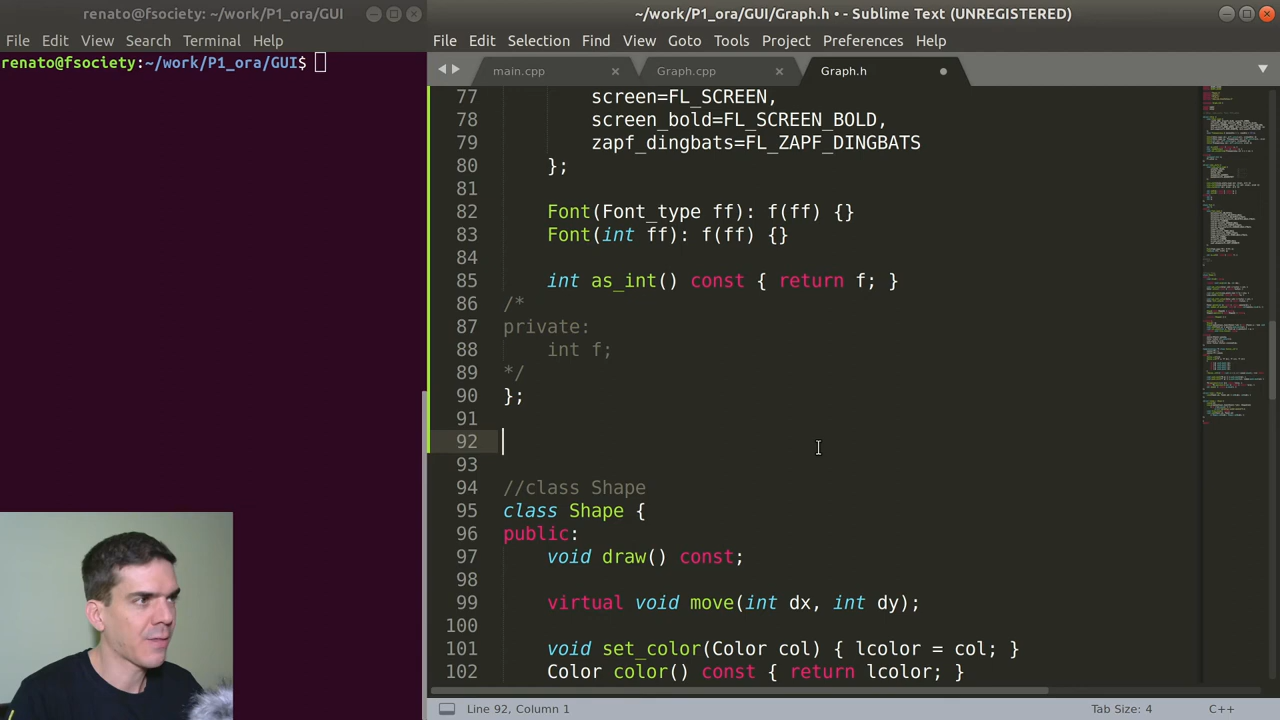 renato@fsociety: ~/work/P1_ora/GUI
File Edit View Search Terminal Help
renato@fsociety:~/work/P1_ora/GUI$
~/work/P1_ora/GUI/Graph.h • - Sublime Text (UNREGISTERED)
File Edit Selection Find View Goto Tools Project Preferences Help
main.cpp × Graph.cpp × Graph.h
77 screen=FL_SCREEN,
78 screen_bold=FL_SCREEN_BOLD,
79 zapf_dingbats=FL_ZAPF_DINGBATS
80 };
81
82 Font(Font_type ff): f(ff) {}
83 Font(int ff): f(ff) {}
84
85 int as_int() const { return f; }
86 /*
87 private:
88 int f;
89 */
90 };
91
92
93
94 //class Shape
95 class Shape {
96 public:
97 void draw() const;
98
99 virtual void move(int dx, int dy);
100
101 void set_color(Color col) { lcolor = col; }
102 Color color() const { return lcolor; }
Line 92, Column 1 Tab Size: 4 C++